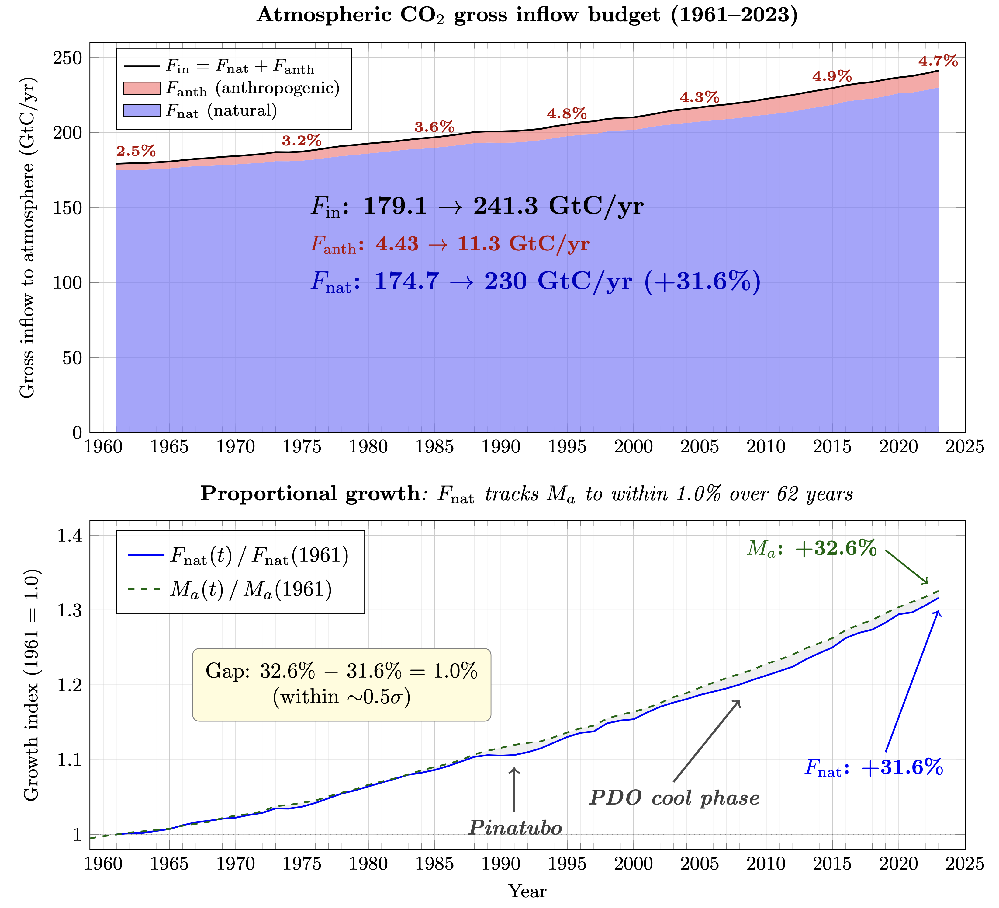 Atmospheric CO₂ gross inflow budget (1961–2023)
Gross inflow to atmosphere (GtC/yr)
250
200
150
100
50
0
F_in = F_nat + F_anth
F_anth (anthropogenic)
F_nat (natural)
2.5%
3.2%
3.6%
4.8%
4.3%
4.9%
4.7%
F_in: 179.1 → 241.3 GtC/yr
F_anth: 4.43 → 11.3 GtC/yr
F_nat: 174.7 → 230 GtC/yr (+31.6%)
1960 1965 1970 1975 1980 1985 1990 1995 2000 2005 2010 2015 2020 2025
Proportional growth: F_nat tracks M_a to within 1.0% over 62 years
Growth index (1961 = 1.0)
1.4
1.3
1.2
1.1
1
F_nat(t) / F_nat(1961)
M_a(t) / M_a(1961)
M_a: +32.6%
Gap: 32.6% − 31.6% = 1.0%
(within ~0.5σ)
F_nat: +31.6%
PDO cool phase
Pinatubo
1960 1965 1970 1975 1980 1985 1990 1995 2000 2005 2010 2015 2020 2025
Year